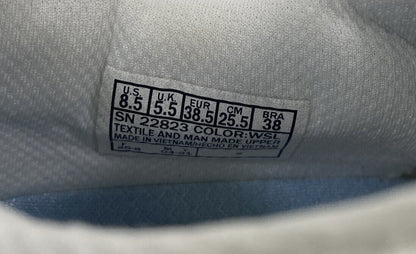 U.S. U.K. EUR CM BRA
8.5 5.5 38.5 25.5 38
SN 22823 COLOR:WSL
TEXTILE AND MAN MADE UPPER
MADE IN VIETNAM/HECHO EN VIETNAM